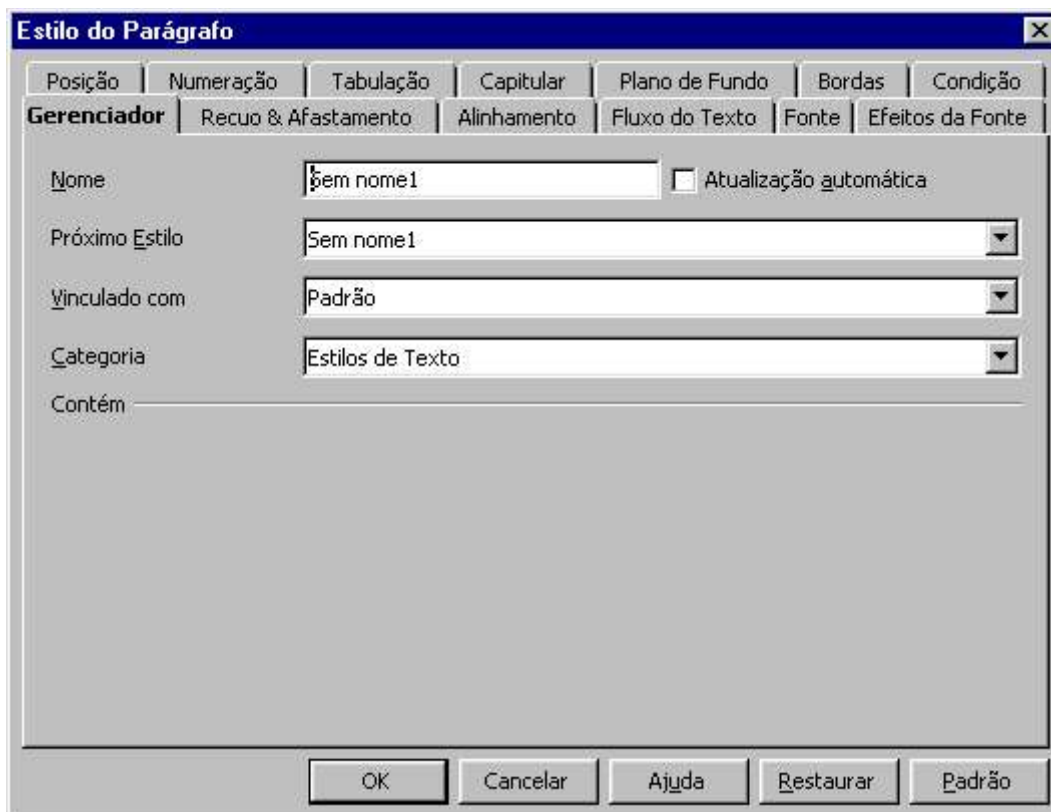 Estilo do Parágrafo
Posição Numeração Tabulação Capitular Plano de Fundo Bordas Condição
Gerenciador Recuo & Afastamento Alinhamento Fluxo do Texto Fonte Efeitos da Fonte
Nome Sem nome1 Atualização automática
Próximo Estilo Sem nome1
Vinculado com Padrão
Categoria Estilos de Texto
Contém
OK Cancelar Ajuda Restaurar Padrão